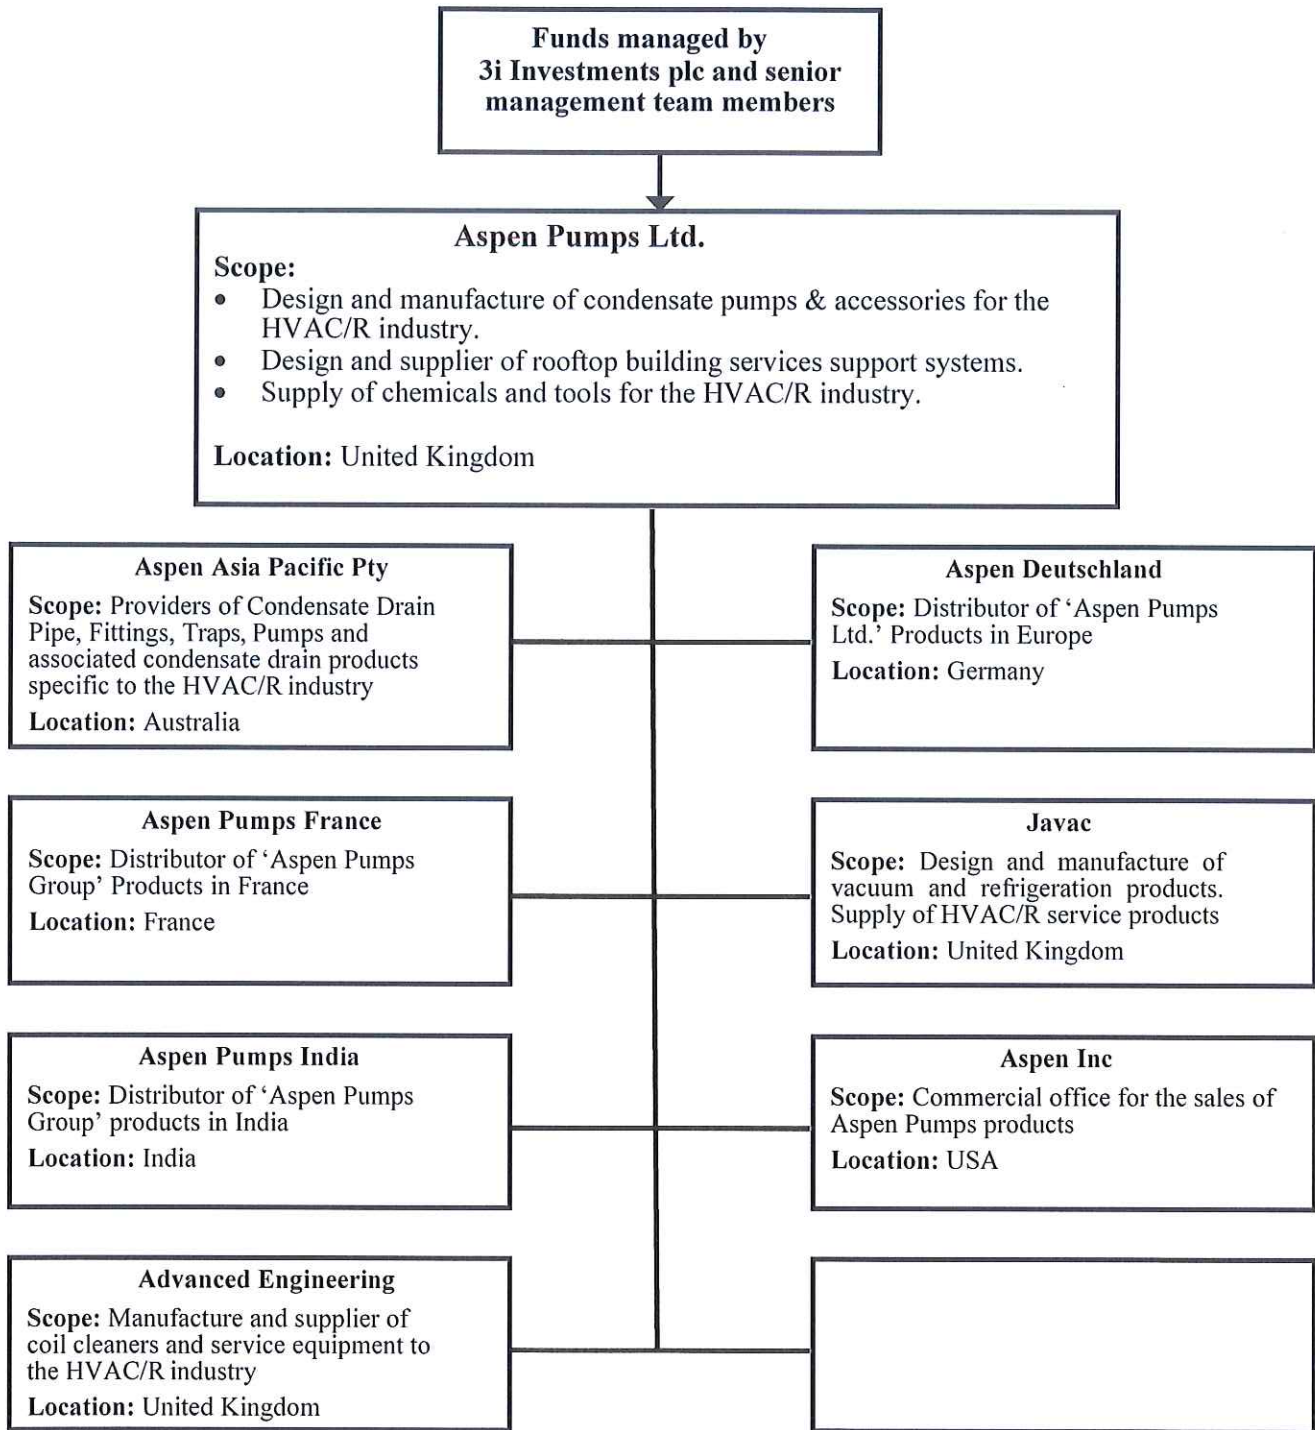 Funds managed by
3i Investments plc and senior
management team members
Aspen Pumps Ltd.
Scope:
• Design and manufacture of condensate pumps & accessories for the
HVAC/R industry.
• Design and supplier of rooftop building services support systems.
• Supply of chemicals and tools for the HVAC/R industry.
Location: United Kingdom
Aspen Asia Pacific Pty
Scope: Providers of Condensate Drain
Pipe, Fittings, Traps, Pumps and
associated condensate drain products
specific to the HVAC/R industry
Location: Australia
Aspen Deutschland
Scope: Distributor of ‘Aspen Pumps
Ltd.’ Products in Europe
Location: Germany
Aspen Pumps France
Scope: Distributor of ‘Aspen Pumps
Group’ Products in France
Location: France
Javac
Scope: Design and manufacture of
vacuum and refrigeration products.
Supply of HVAC/R service products
Location: United Kingdom
Aspen Pumps India
Scope: Distributor of ‘Aspen Pumps
Group’ products in India
Location: India
Aspen Inc
Scope: Commercial office for the sales of
Aspen Pumps products
Location: USA
Advanced Engineering
Scope: Manufacture and supplier of
coil cleaners and service equipment to
the HVAC/R industry
Location: United Kingdom